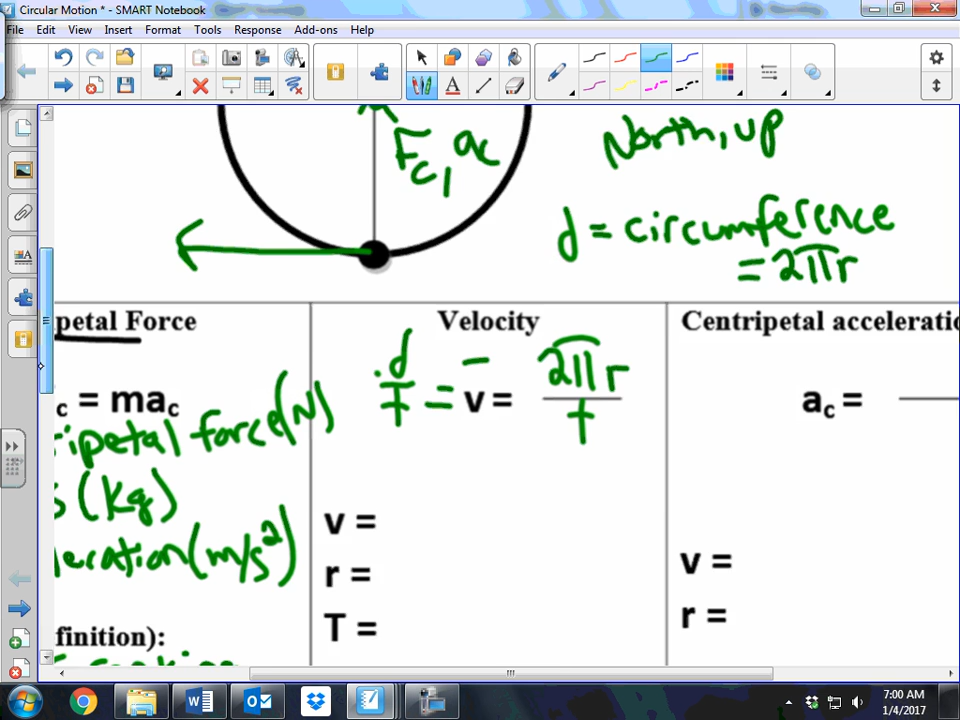 Circular Motion * - SMART Notebook
File Edit View Insert Format Tools Response Add-ons Help
Fc, ac
North, up
d = circumference
= 2πr
petal Force
Velocity
Centripetal acceleratio
c = mac
d/T = v = 2πr/t
ac =
ripetal force (N)
s (kg)
leration (m/s²)
v =
r =
T =
v =
r =
finition):
7:00 AM
1/4/2017